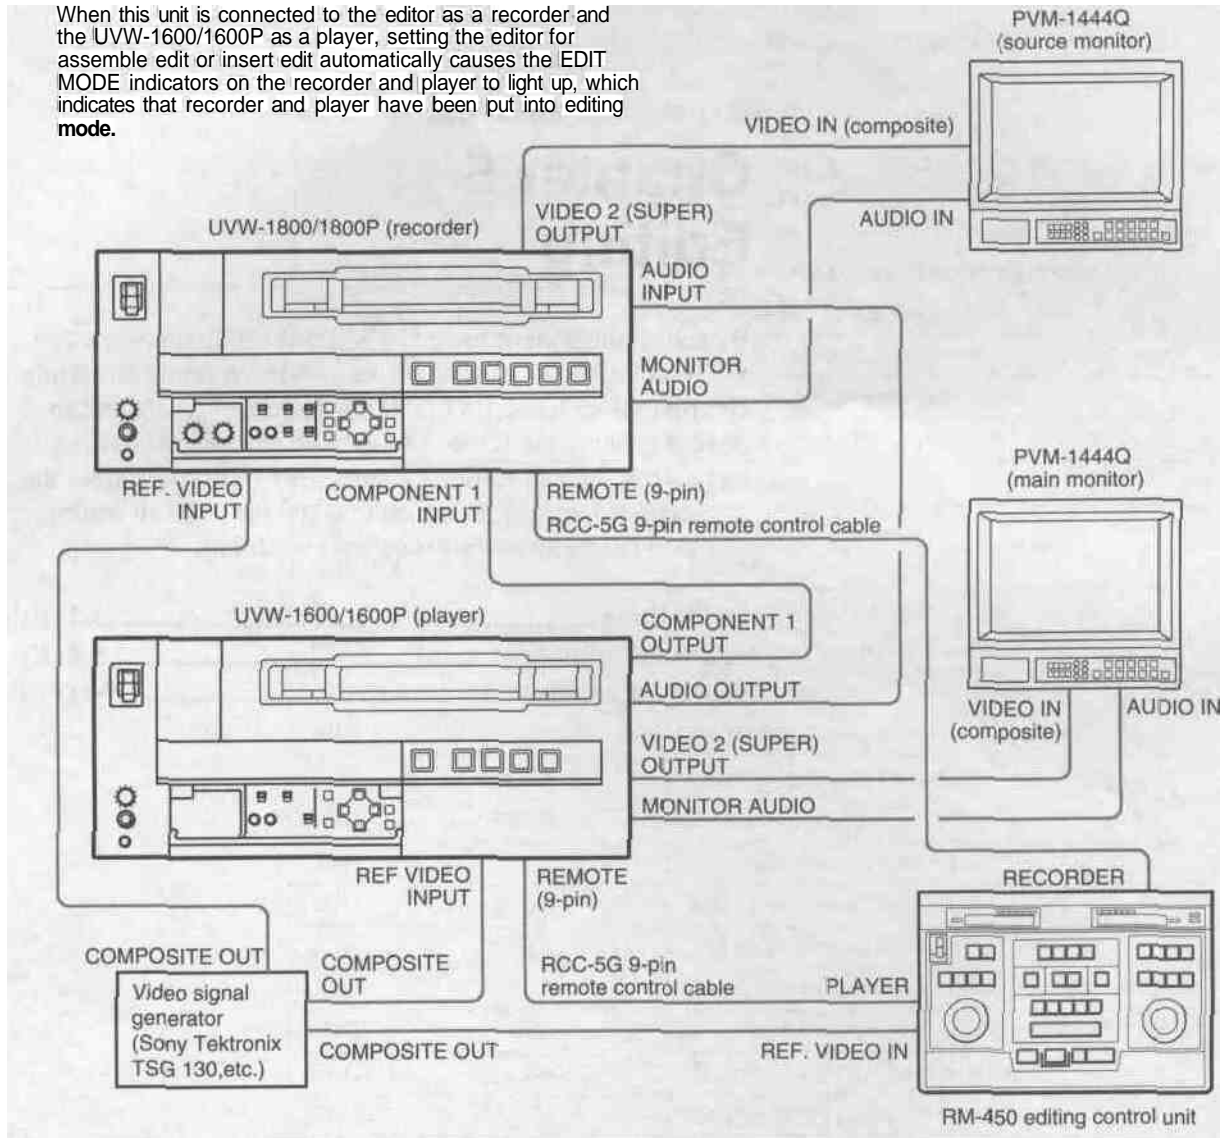 When this unit is connected to the editor as a recorder and
the UVW-1600/1600P as a player, setting the editor for
assemble edit or insert edit automatically causes the EDIT
MODE indicators on the recorder and player to light up, which
indicates that recorder and player have been put into editing
mode.
PVM-1444Q
(source monitor)
VIDEO IN (composite)
AUDIO IN
UVW-1800/1800P (recorder)
VIDEO 2 (SUPER)
OUTPUT
AUDIO
INPUT
MONITOR
AUDIO
REF. VIDEO
INPUT
COMPONENT 1
INPUT
REMOTE (9-pin)
RCC-5G 9-pin remote control cable
PVM-1444Q
(main monitor)
VIDEO IN
(composite)
AUDIO IN
UVW-1600/1600P (player)
COMPONENT 1
OUTPUT
AUDIO OUTPUT
VIDEO 2 (SUPER)
OUTPUT
MONITOR AUDIO
REF VIDEO
INPUT
REMOTE
(9-pin)
RECORDER
COMPOSITE OUT
Video signal
generator
(Sony Tektronix
TSG 130,etc.)
COMPOSITE
OUT
RCC-5G 9-pin
remote control cable
PLAYER
COMPOSITE OUT
REF. VIDEO IN
RM-450 editing control unit